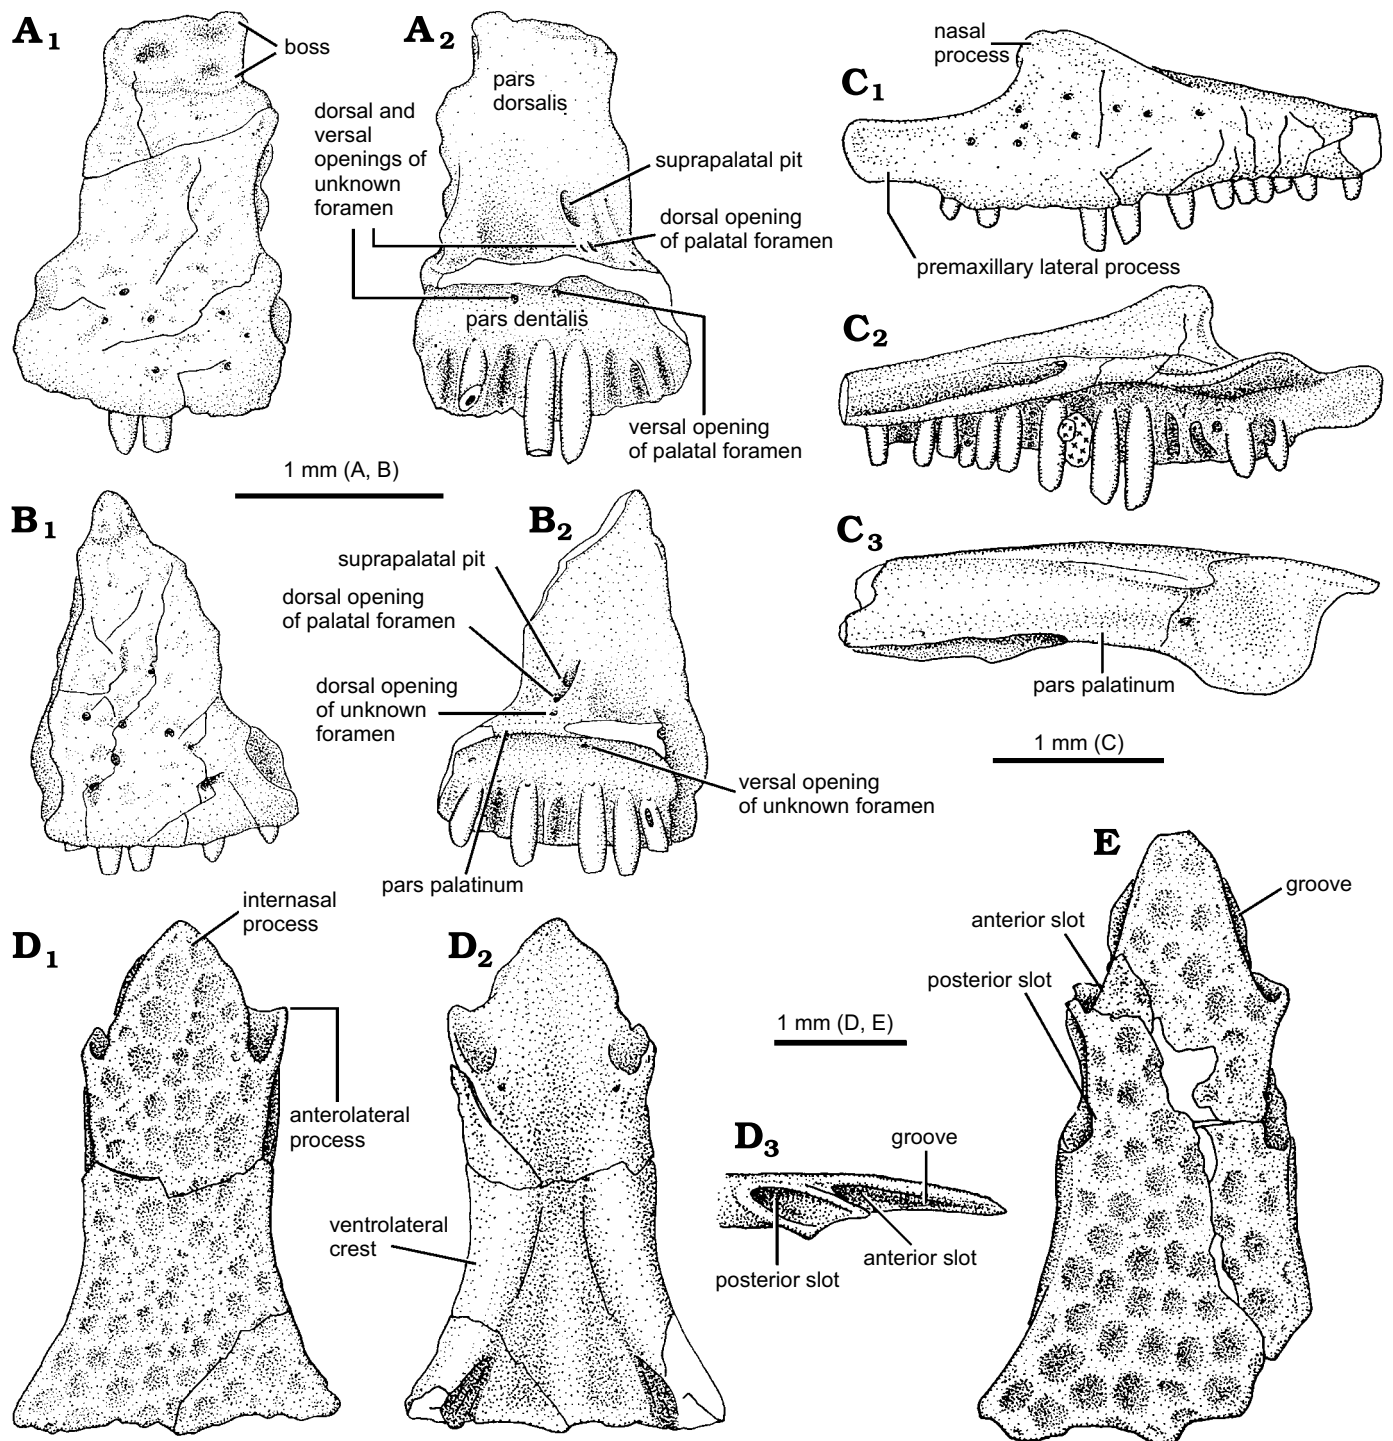 A1
boss
A2
pars
dorsalis
dorsal and
versal
openings of
unknown
foramen
suprapalatal pit
dorsal opening
of palatal foramen
pars dentalis
versal opening
of palatal foramen
1 mm (A, B)
nasal
process
C1
premaxillary lateral process
C2
C3
pars palatinum
1 mm (C)
B1
B2
suprapalatal pit
dorsal opening
of palatal foramen
dorsal opening
of unknown
foramen
versal opening
of unknown foramen
pars palatinum
D1
internasal
process
anterolateral
process
D2
ventrolateral
crest
1 mm (D, E)
D3
groove
anterior slot
posterior slot
E
groove
anterior slot
posterior slot